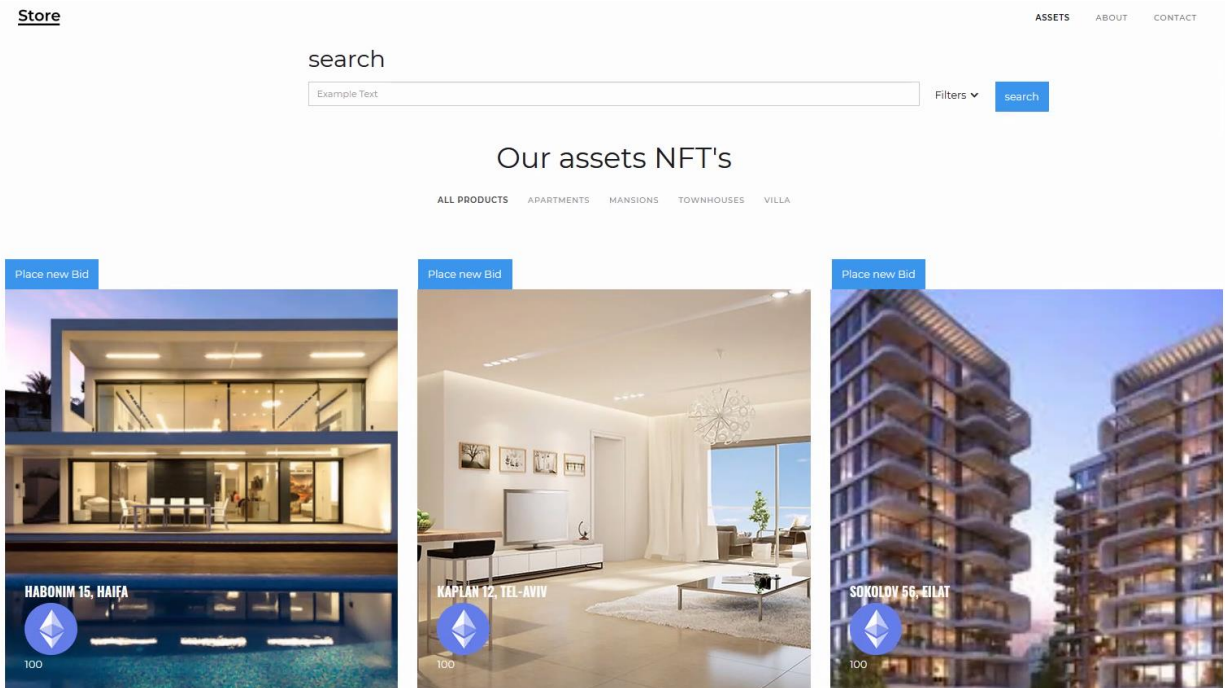 Store
ASSETS ABOUT CONTACT
search
Example Text Filters search
Our assets NFT's
ALL PRODUCTS APARTMENTS MANSIONS TOWNHOUSES VILLA
Place new Bid Place new Bid Place new Bid
HABONIM 15, HAIFA KAPLAN 12, TEL-AVIV SOKOLOV 56, EILAT
100 100 100